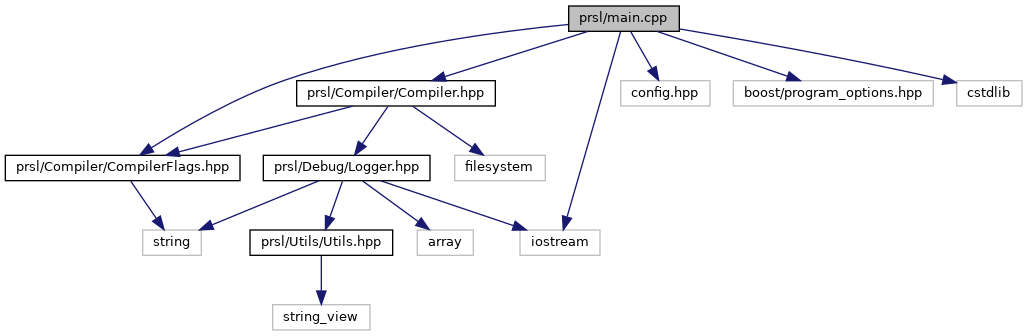 prsl/main.cpp
prsl/Compiler/Compiler.hpp
config.hpp
boost/program_options.hpp
cstdlib
prsl/Compiler/CompilerFlags.hpp
prsl/Debug/Logger.hpp
filesystem
string
prsl/Utils/Utils.hpp
array
iostream
string_view